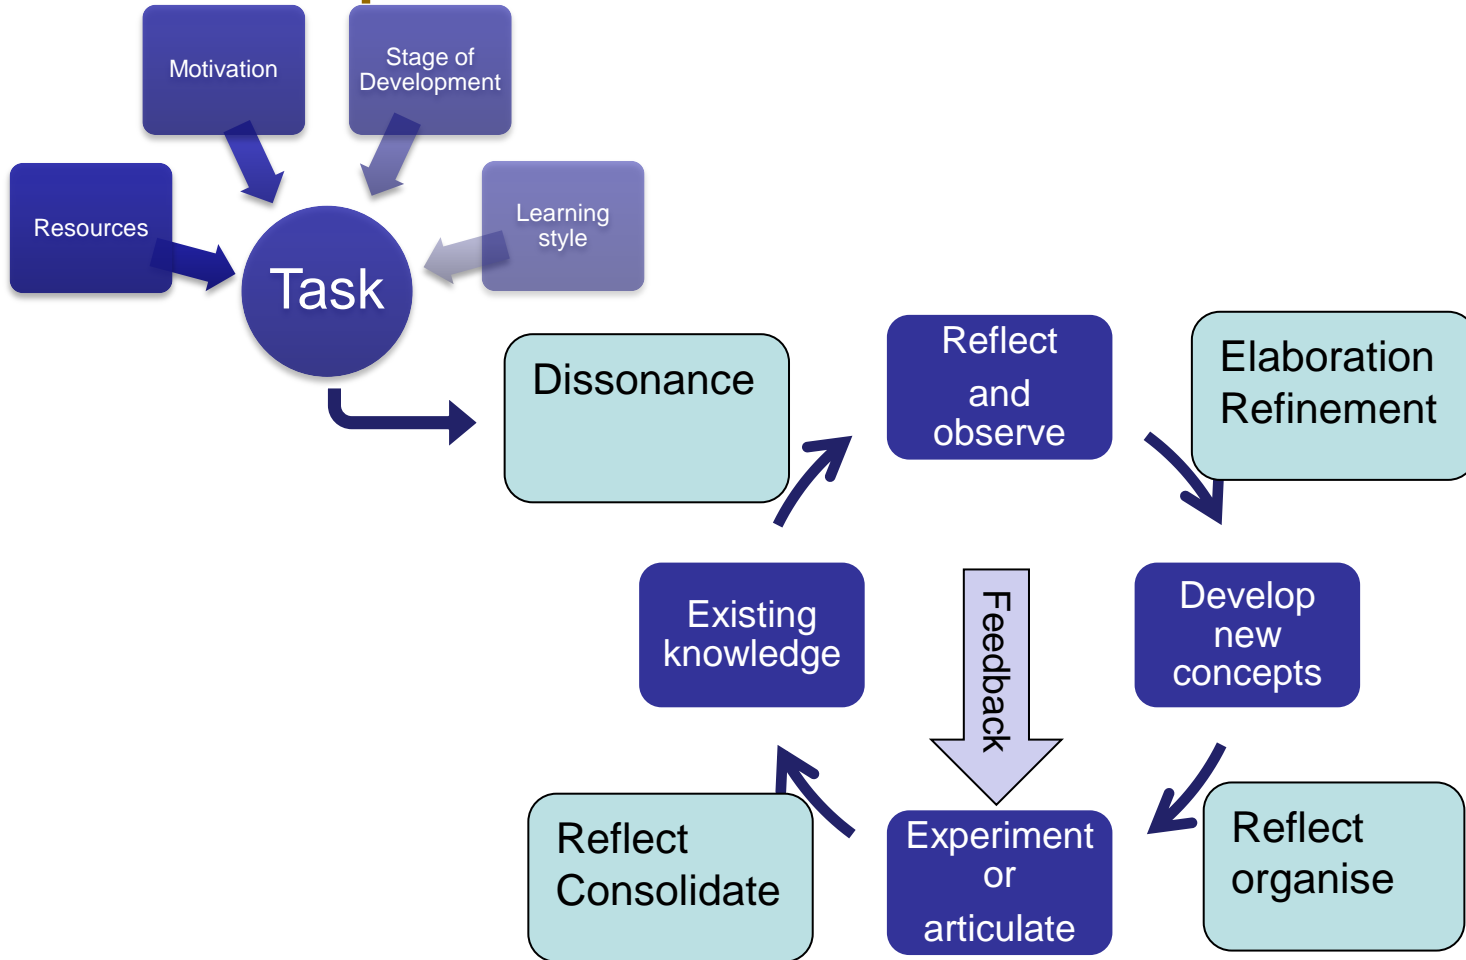 Motivation
Stage of
Development
Resources
Learning
style
Task
Dissonance
Reflect
and
observe
Elaboration
Refinement
Existing
knowledge
Feedback
Develop
new
concepts
Reflect
Consolidate
Experiment
or
articulate
Reflect
organise